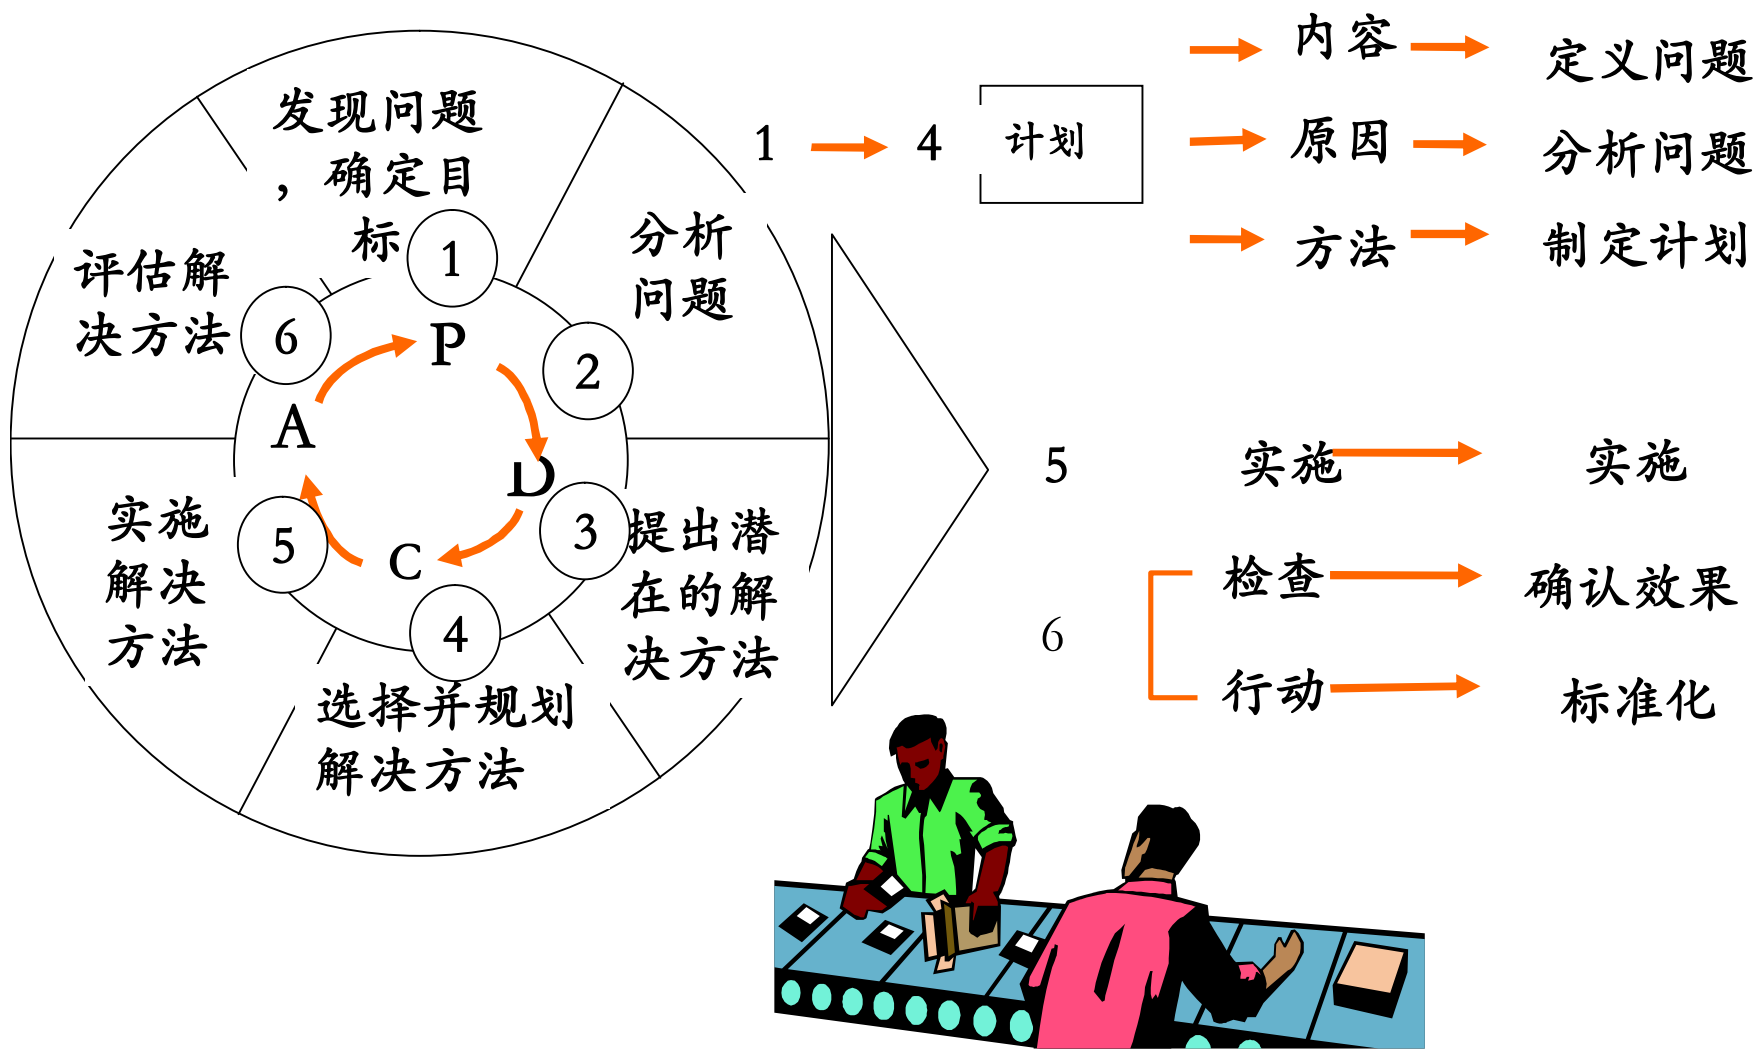 发现问题
，确定目
标
1
分析
问题
2
评估解
决方法
6
P
A
D
C
实施
解决
方法
5
3
提出潜
在的解
决方法
4
选择并规划
解决方法
1
4
计划
内容
定义问题
原因
分析问题
方法
制定计划
5
实施
实施
6
检查
确认效果
行动
标准化